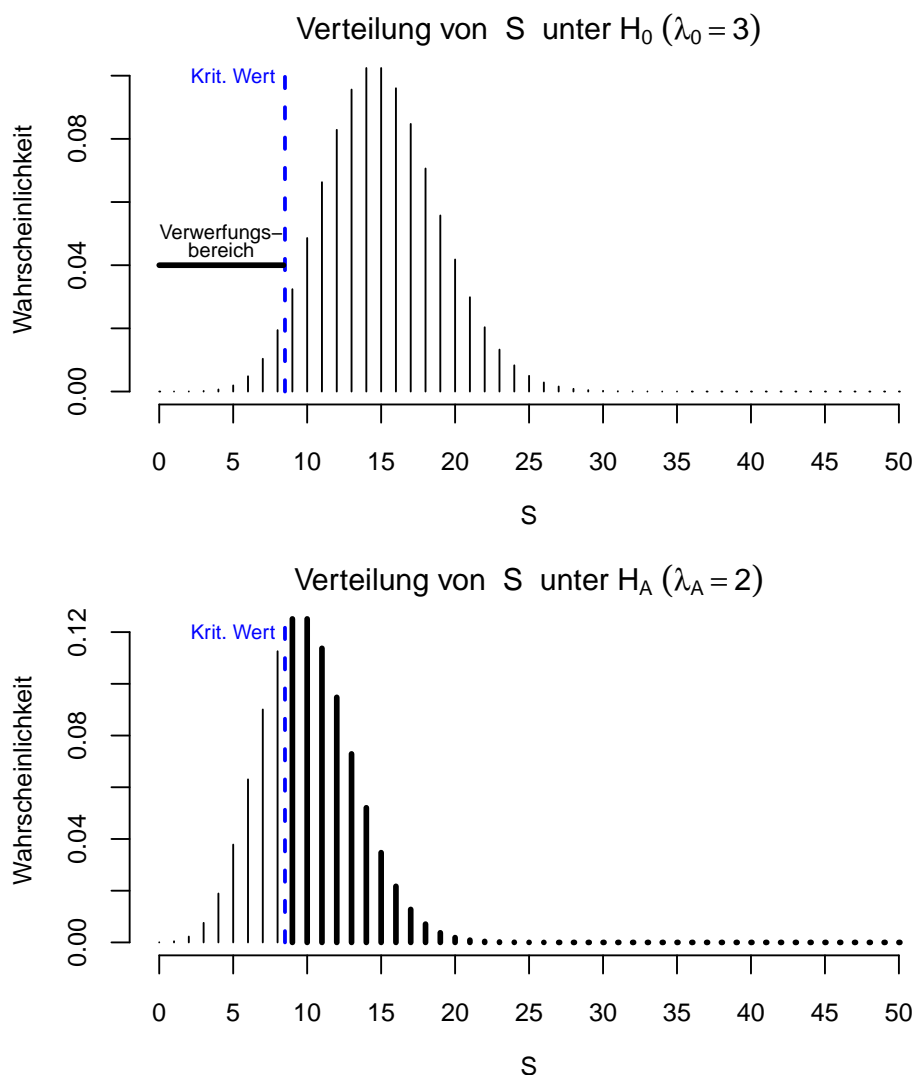 Verteilung von S unter H₀ (λ₀ = 3)
Krit. Wert
Verwerfungs−
bereich
Wahrscheinlichkeit
0.00 0.04 0.08
0 5 10 15 20 25 30 35 40 45 50
S
Verteilung von S unter H_A (λ_A = 2)
Krit. Wert
Wahrscheinlichkeit
0.00 0.04 0.08 0.12
0 5 10 15 20 25 30 35 40 45 50
S